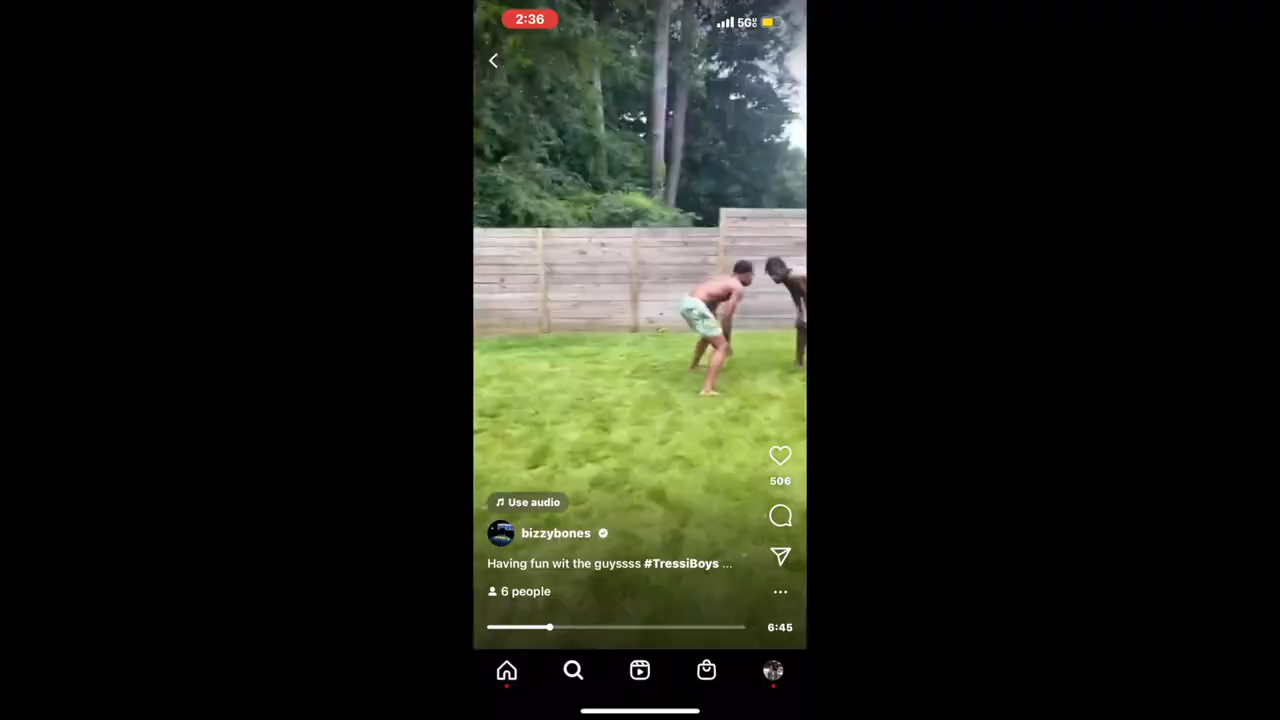 2:36
5G
506
Use audio
bizzybones
Having fun wit the guyssss #TressiBoys ...
6 people
6:45